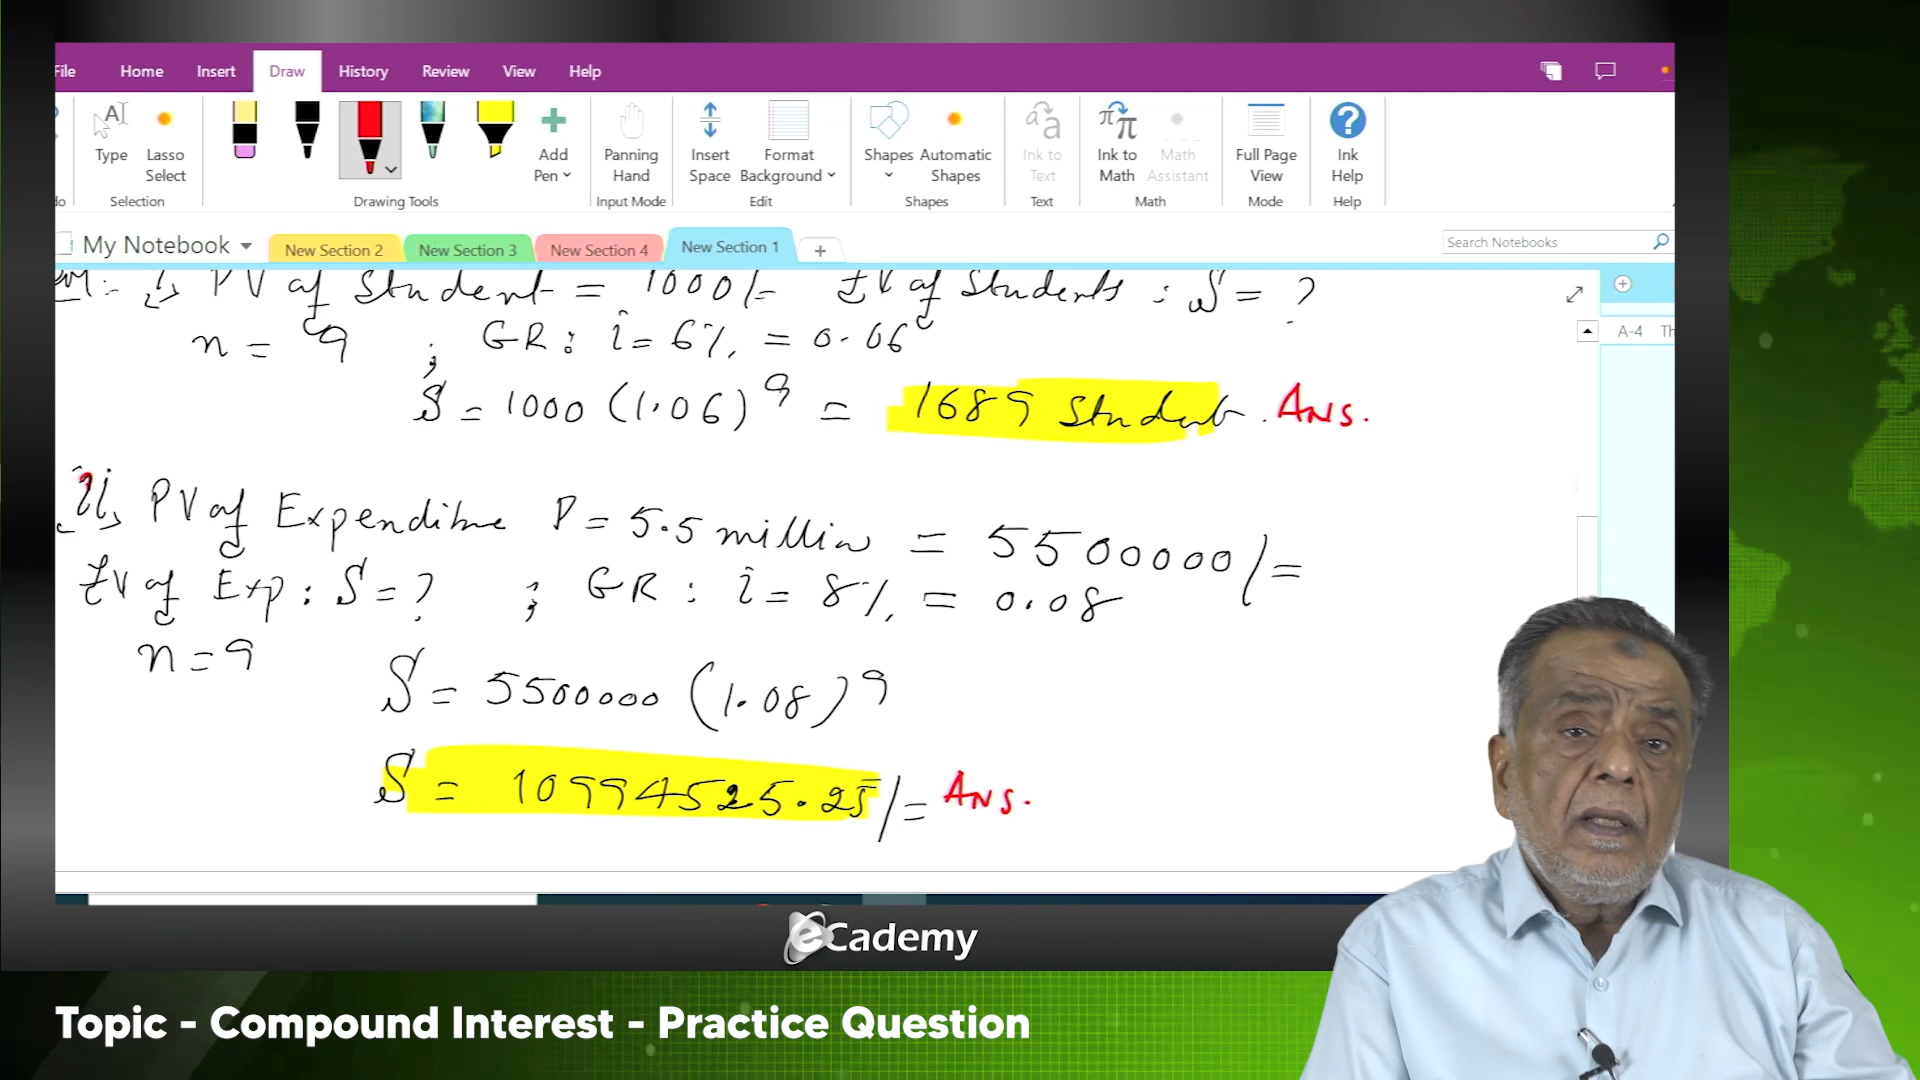 File Home Insert Draw History Review View Help
Type Lasso Select Add Pen Panning Hand Insert Space Format Background Shapes Automatic Shapes Ink to Text Ink to Math Math Assistant Full Page View Ink Help
Selection Drawing Tools Input Mode Edit Shapes Text Math Mode Help
My Notebook New Section 2 New Section 3 New Section 4 New Section 1 + Search Notebooks
i, PV of Student = 1000/= FV of Students : S = ?
n = 9 ; GR : i = 6% = 0.06
A-4 Th
S = 1000 (1.06)^9 = 1689 Student. Ans.
ii, PV of Expenditure P = 5.5 million = 5500000/=
FV of Exp : S = ? ; GR : i = 8% = 0.08
n = 9
S = 5500000 (1.08)^9
S = 10994525.25/= Ans.
eCademy
Topic - Compound Interest - Practice Question